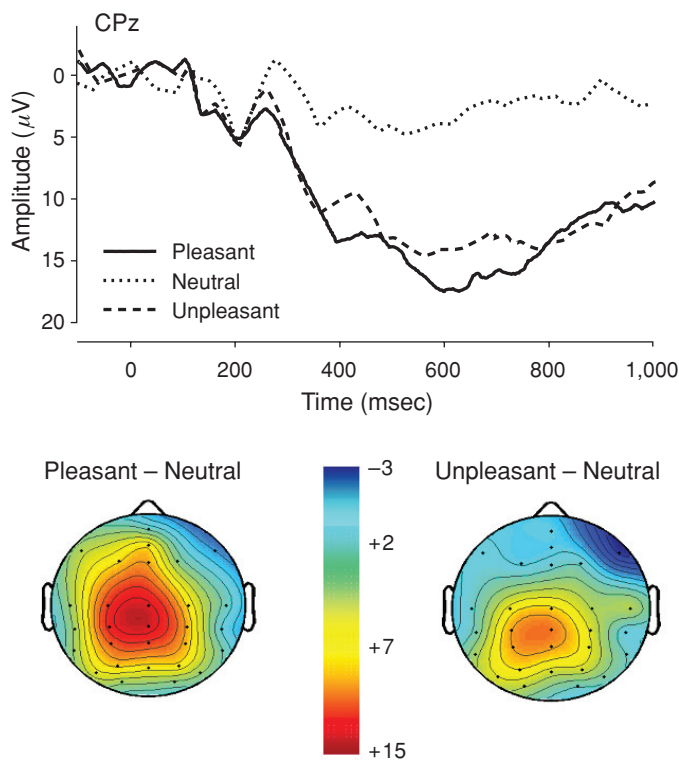 CPz
0
5
10
15
20
Amplitude (μV)
Pleasant
Neutral
Unpleasant
0 200 400 600 800 1,000
Time (msec)
Pleasant – Neutral
Unpleasant – Neutral
–3
+2
+7
+15